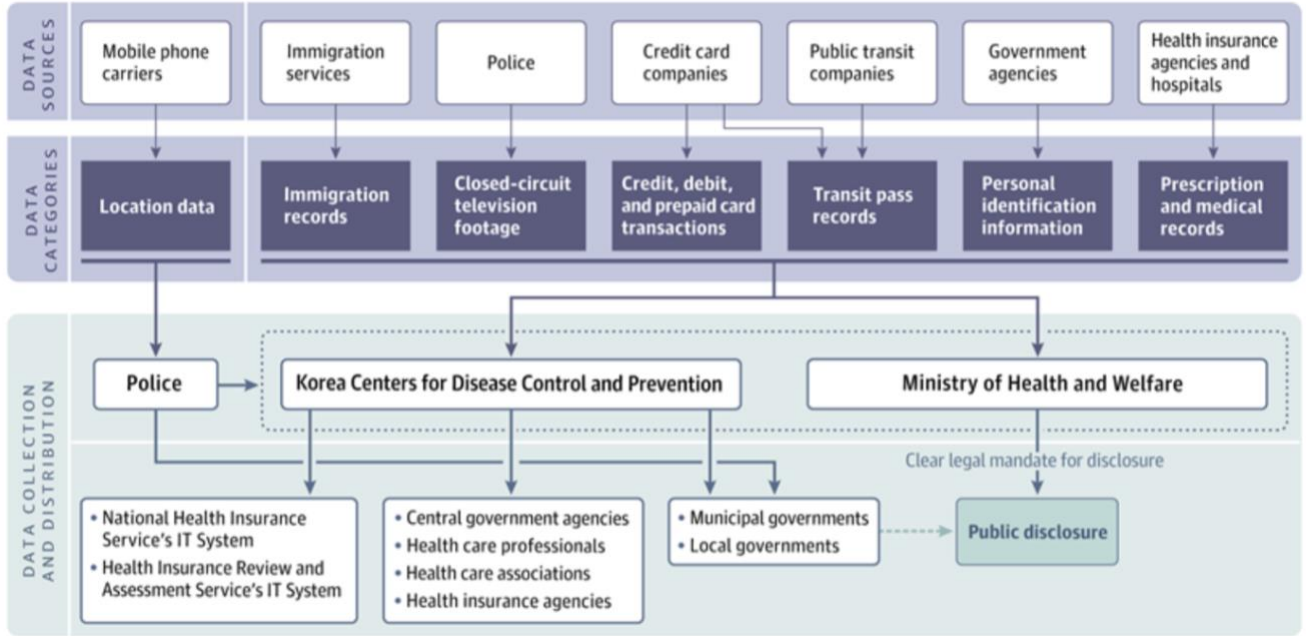 DATA
SOURCES
Mobile phone
carriers
Immigration
services
Police
Credit card
companies
Public transit
companies
Government
agencies
Health insurance
agencies and
hospitals
DATA
CATEGORIES
Location data
Immigration
records
Closed-circuit
television
footage
Credit, debit,
and prepaid card
transactions
Transit pass
records
Personal
identification
information
Prescription
and medical
records
DATA COLLECTION
AND DISTRIBUTION
Police
Korea Centers for Disease Control and Prevention
Ministry of Health and Welfare
Clear legal mandate for disclosure
• National Health Insurance
Service's IT System
• Health Insurance Review and
Assessment Service's IT System
• Central government agencies
• Health care professionals
• Health care associations
• Health insurance agencies
• Municipal governments
• Local governments
Public disclosure